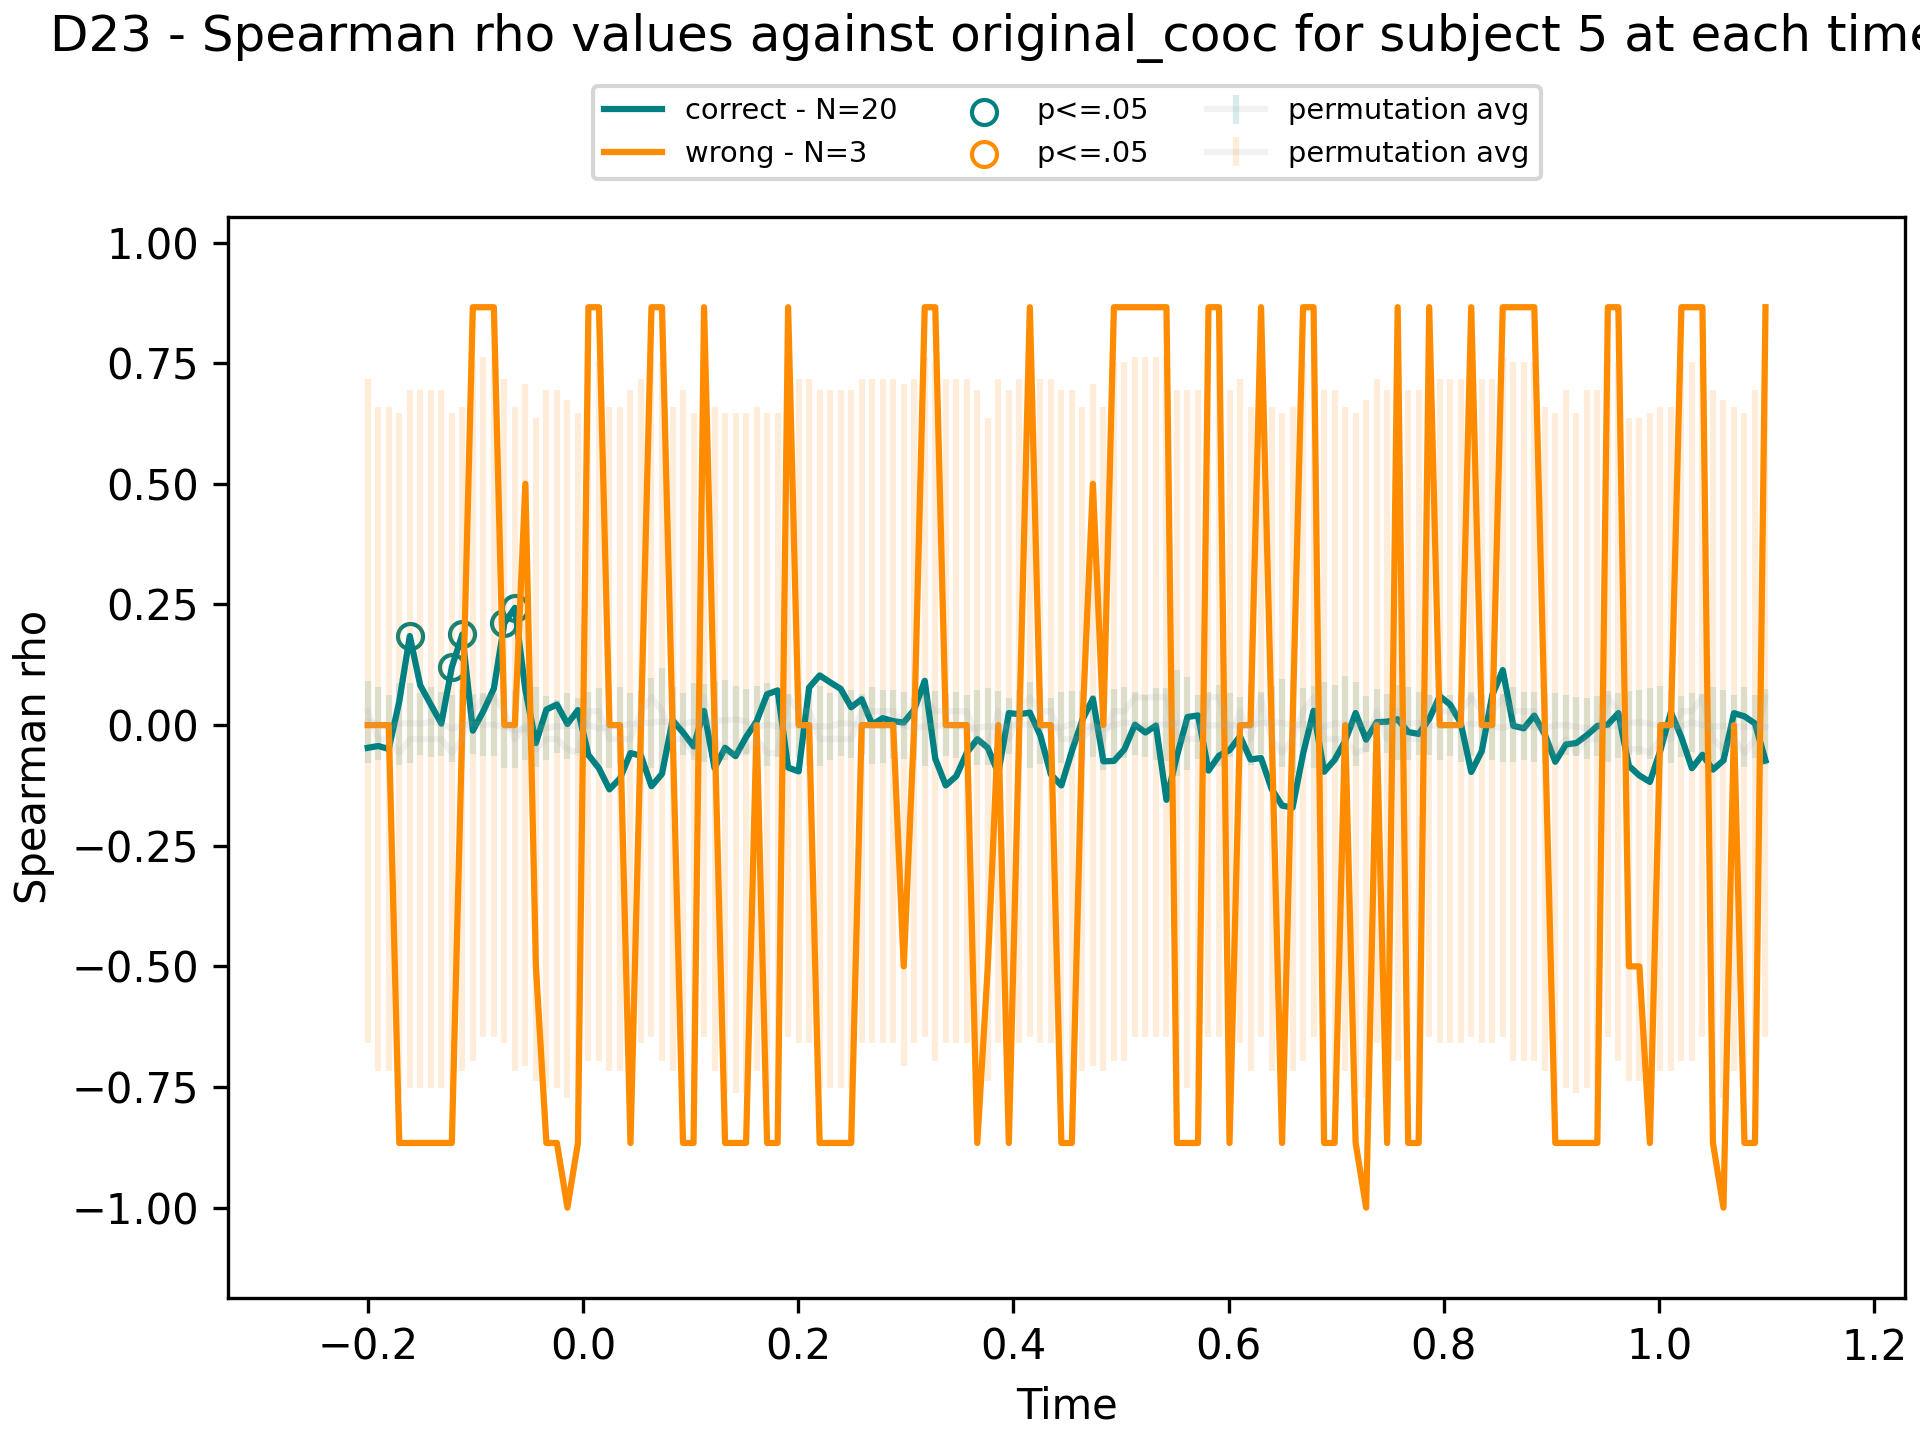 D23 - Spearman rho values against original_cooc for subject 5 at each time
correct - N=20 p<=.05 permutation avg
wrong - N=3 p<=.05 permutation avg
1.00
0.75
0.50
0.25
0.00
−0.25
−0.50
−0.75
−1.00
Spearman rho
−0.2 0.0 0.2 0.4 0.6 0.8 1.0 1.2
Time